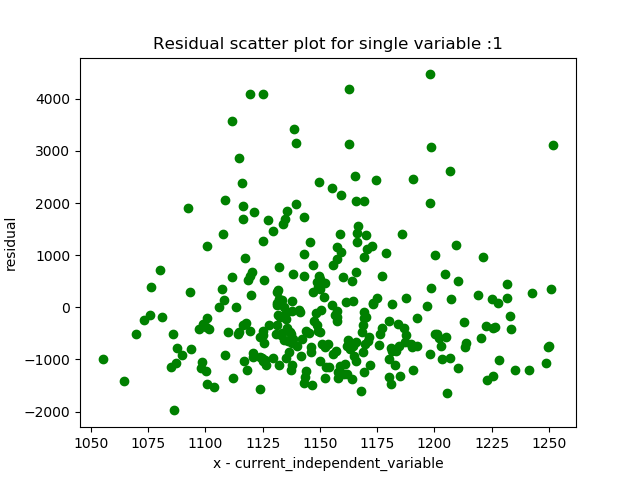 Residual scatter plot for single variable :1
residual
4000
3000
2000
1000
0
−1000
−2000
1050 1075 1100 1125 1150 1175 1200 1225 1250
x - current_independent_variable